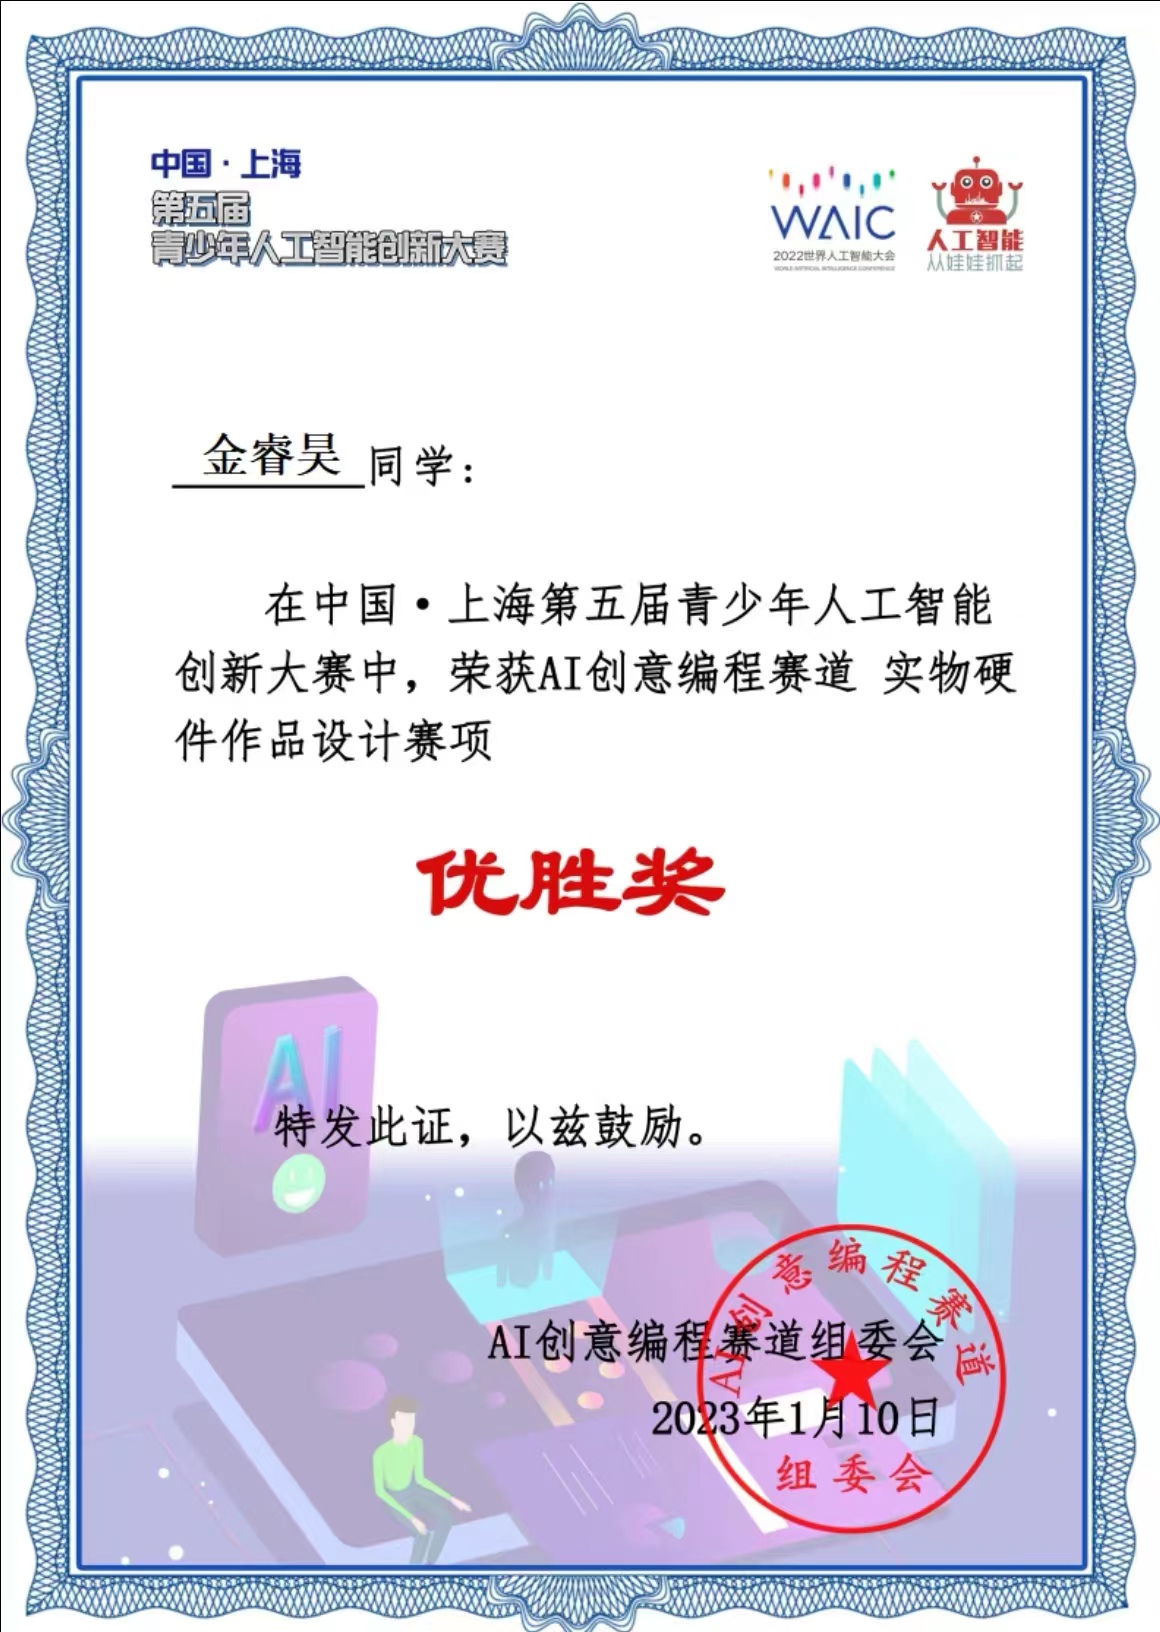 中国·上海
第五届
青少年人工智能创新大赛
WAIC
2022世界人工智能大会
WORLD ARTIFICIAL INTELLIGENCE CONFERENCE
人工智能
从娃娃抓起
金睿昊 同学：
在中国·上海第五届青少年人工智能
创新大赛中，荣获AI创意编程赛道 实物硬
件作品设计赛项
优胜奖
AI
特发此证，以兹鼓励。
AI创意编程赛道组委会
2023年1月10日
AI创意编程赛道
组委会